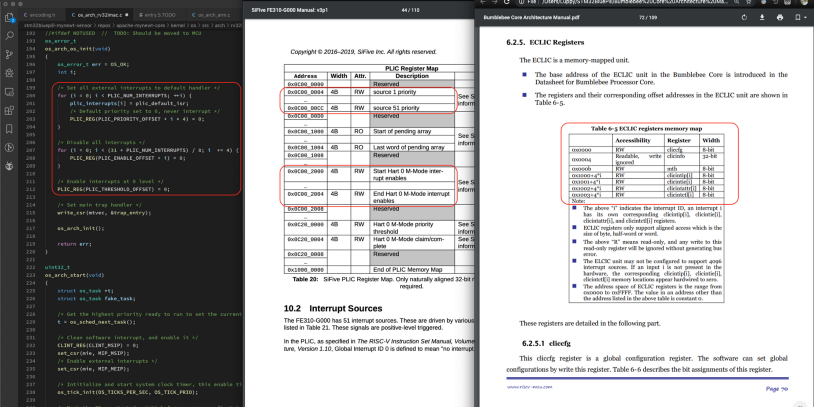 encoding.h
os_arch_rv32imac.c
entry.S.TODO
os_arch_arm.c
stm32bluepill-mynewt-sensor > repos > apache-mynewt-core > kernel > os > src > arch > rv32
192 //#ifdef NOTUSED // TODO: Should be moved to MCU
193 os_error_t
194 os_arch_os_init(void)
195 {
196 os_error_t err = OS_OK;
197 int i;
198
199 /* Set all external interrupts to default handler */
200 for (i = 0; i < PLIC_NUM_INTERRUPTS; ++i) {
201 plic_interrupts[i] = plic_default_isr;
202 /* Default priority set to 0, never interrupt */
203 PLIC_REG(PLIC_PRIORITY_OFFSET + i * 4) = 0;
204 }
205
206 /* Disable all interrupts */
207 for (i = 0; i < (31 + PLIC_NUM_INTERRUPTS) / 8; i += 4) {
208 PLIC_REG(PLIC_ENABLE_OFFSET + i) = 0;
209 }
210
211 /* Enable interrupts at 0 level */
212 PLIC_REG(PLIC_THRESHOLD_OFFSET) = 0;
213
214 /* Set main trap handler */
215 write_csr(mtvec, &trap_entry);
216
217 os_arch_init();
218
219 return err;
220 }
221
222 uint32_t
223 os_arch_start(void)
224 {
225 struct os_task *t;
226 struct os_task fake_task;
227
228 /* Get the highest priority ready to run to set the current
229 t = os_sched_next_task();
230
231 /* Clean software interrupt, and enable it */
232 CLINT_REG(CLINT_MSIP) = 0;
233 set_csr(mie, MIP_MSIP);
234 /* Enable external interrupts */
235 set_csr(mie, MIP_MEIP);
236
237 /* Intitialize and start system clock timer, this enable ti
238 os_tick_init(OS_TICKS_PER_SEC, OS_TICK_PRIO);
239
SiFive FE310-G000 Manual: v3p1
44 / 110
Copyright © 2016–2019, SiFive Inc. All rights reserved.
PLIC Register Map
Address Width Attr. Description
0x0C00_0000 Reserved
0x0C00_0004 4B RW source 1 priority
…
0x0C00_00CC 4B RW source 51 priority
See S
inform
0x0C00_00D0 Reserved
…
0x0C00_1000 4B RO Start of pending array
…
0x0C00_1004 4B RO Last word of pending array
See S
inform
0x0C00_1008 Reserved
…
0x0C00_2000 4B RW Start Hart 0 M-Mode inter-
rupt enables
…
0x0C00_2004 4B RW End Hart 0 M-Mode interrupt
enables
See S
inform
0x0C00_2008 Reserved
…
0x0C20_0000 4B RW Hart 0 M-Mode priority
threshold
See S
inform
0x0C20_0004 4B RW Hart 0 M-Mode claim/com-
plete
See S
inform
0x0C20_0008 Reserved
…
0x1000_0000 End of PLIC Memory Map
Table 20: SiFive PLIC Register Map. Only naturally aligned 32-bit m
required.
10.2 Interrupt Sources
The FE310-G000 has 51 interrupt sources. These are driven by various
listed in Table 21. These signals are positive-level triggered.
In the PLIC, as specified in The RISC-V Instruction Set Manual, Volume
ture, Version 1.10, Global Interrupt ID 0 is defined to mean "no interrupt.
Bumblebee Core Architecture Manual.pdf
72 / 109
6.2.5. ECLIC Registers
The ECLIC is a memory-mapped unit.
■ The base address of the ECLIC unit in the Bumblebee Core is introduced in the
Datasheet for Bumblebee Processor Core.
■ The registers and their corresponding offset addresses in the ECLIC unit are shown in
Table 6-5.
Table 6-5 ECLIC registers memory map
Accessibility Register Width
0x0000 RW cliccfg 8-bit
0x0004 Readable, write
ignored clicinfo 32-bit
0x000b RW mth 8-bit
0x1000+4*i RW clicintip[i] 8-bit
0x1001+4*i RW clicintie[i] 8-bit
0x1002+4*i RW clicintattr[i] 8-bit
0x1003+4*i RW clicintctl[i] 8-bit
Note:
■ The above "i" indicates the interrupt ID, an interrupt i
has its own corresponding clicintip[i], clicintie[i],
clicintattr[i], and clicintctl[i] registers.
■ ECLIC registers only support aligned access which is the
size of byte, half-word or word.
■ The above "R" means read-only, and any write to this
read-only register will be ignored without generating bus
error.
■ The ELCIC unit may not be configured to support 4096
interrupt sources. If an input i is not present in the
hardware, the corresponding clicintip[i], clicintie[i],
clicintctl[i] memory locations appear hardwired to zero.
■ The address space of ECLIC registers is the range from
0x0000 to 0xFFFF. The value in an address other than
the address listed in the above table is constant 0.
These registers are detailed in the following part.
6.2.5.1 cliccfg
This cliccfg register is a global configuration register. The software can set global
configurations by write this register. Table 6-6 describes the bit assignments of this register.
www.riscv-mcu.com
Page 70